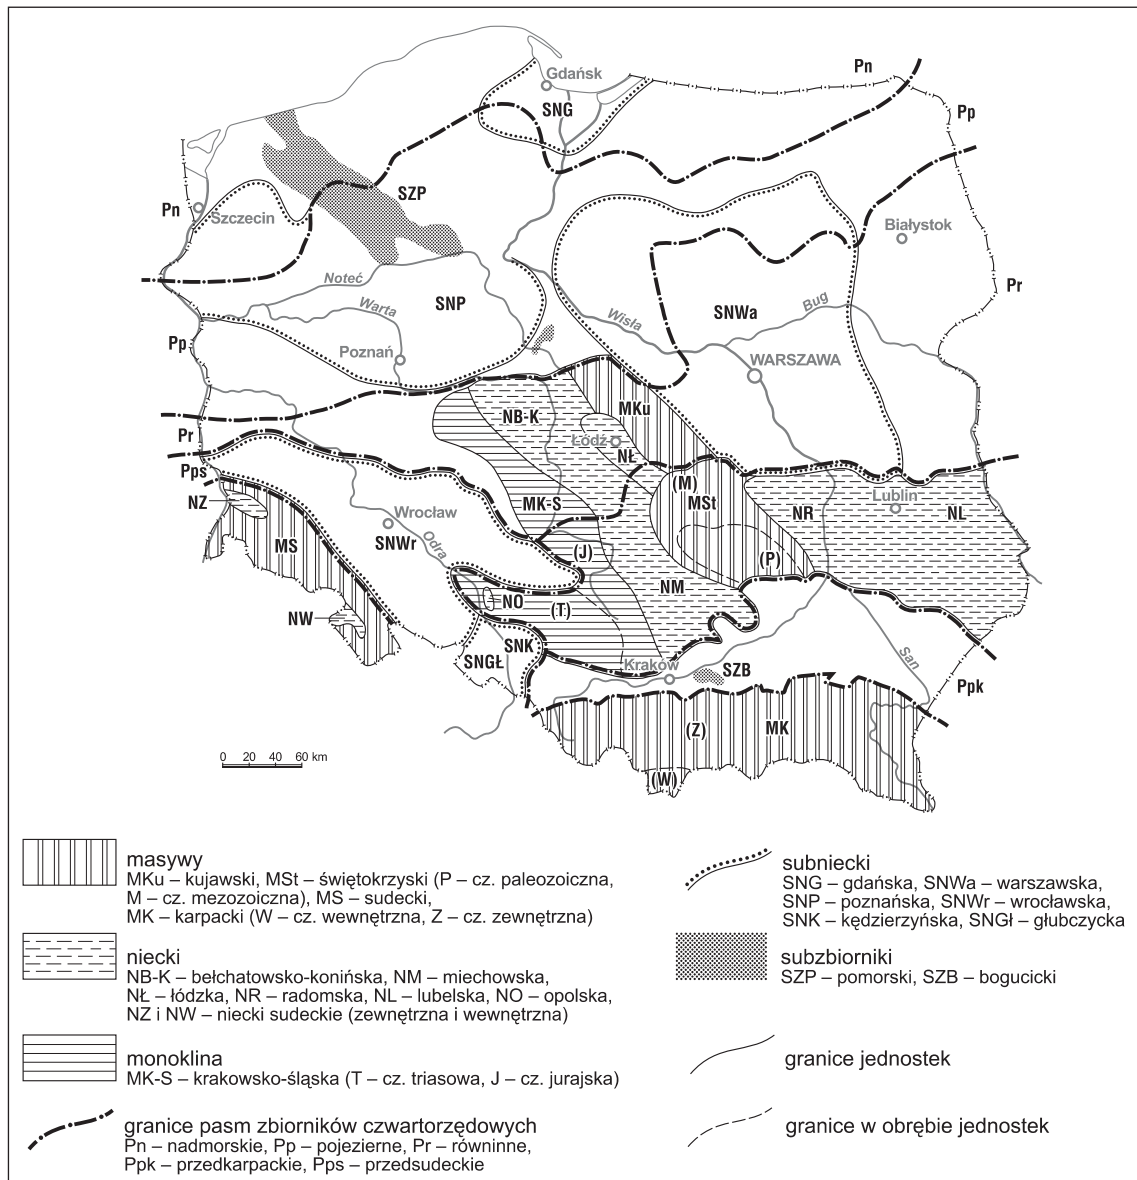 Pn
Gdańsk
SNG
Pp
SZP
Pn
Szczecin
Białystok
Noteć
SNP
Warta
Wisła
SNWa
Bug
Pr
Pp
Poznań
WARSZAWA
NB-K
MKu
Łódź
NŁ
Pr
Pps
(M)
NZ
MK-S
MSt
NR
Lublin
NL
Wrocław
SNWr
Odra
MS
(J)
(P)
NO
(T)
NM
NW
SNK
SNGŁ
Kraków
SZB
San
Ppk
(Z)
MK
(W)
0 20 40 60 km
masywy
MKu – kujawski, MSt – świętokrzyski (P – cz. paleozoiczna,
M – cz. mezozoiczna), MS – sudecki,
MK – karpacki (W – cz. wewnętrzna, Z – cz. zewnętrzna)
niecki
NB-K – bełchatowsko-konińska, NM – miechowska,
NŁ – łódzka, NR – radomska, NL – lubelska, NO – opolska,
NZ i NW – niecki sudeckie (zewnętrzna i wewnętrzna)
monoklina
MK-S – krakowsko-śląska (T – cz. triasowa, J – cz. jurajska)
granice pasm zbiorników czwartorzędowych
Pn – nadmorskie, Pp – pojezierne, Pr – równinne,
Ppk – przedkarpackie, Pps – przedsudeckie
subniecki
SNG – gdańska, SNWa – warszawska,
SNP – poznańska, SNWr – wrocławska,
SNK – kędzierzyńska, SNGł – głubczycka
subzbiorniki
SZP – pomorski, SZB – bogucicki
granice jednostek
granice w obrębie jednostek